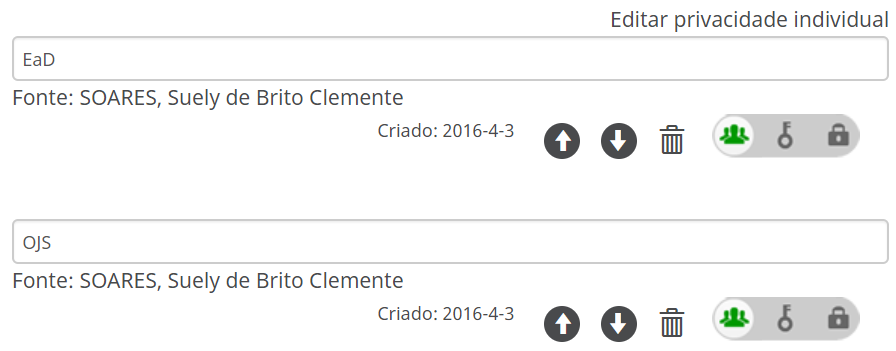 Editar privacidade individual
EaD
Fonte: SOARES, Suely de Brito Clemente
Criado: 2016-4-3
OJS
Fonte: SOARES, Suely de Brito Clemente
Criado: 2016-4-3